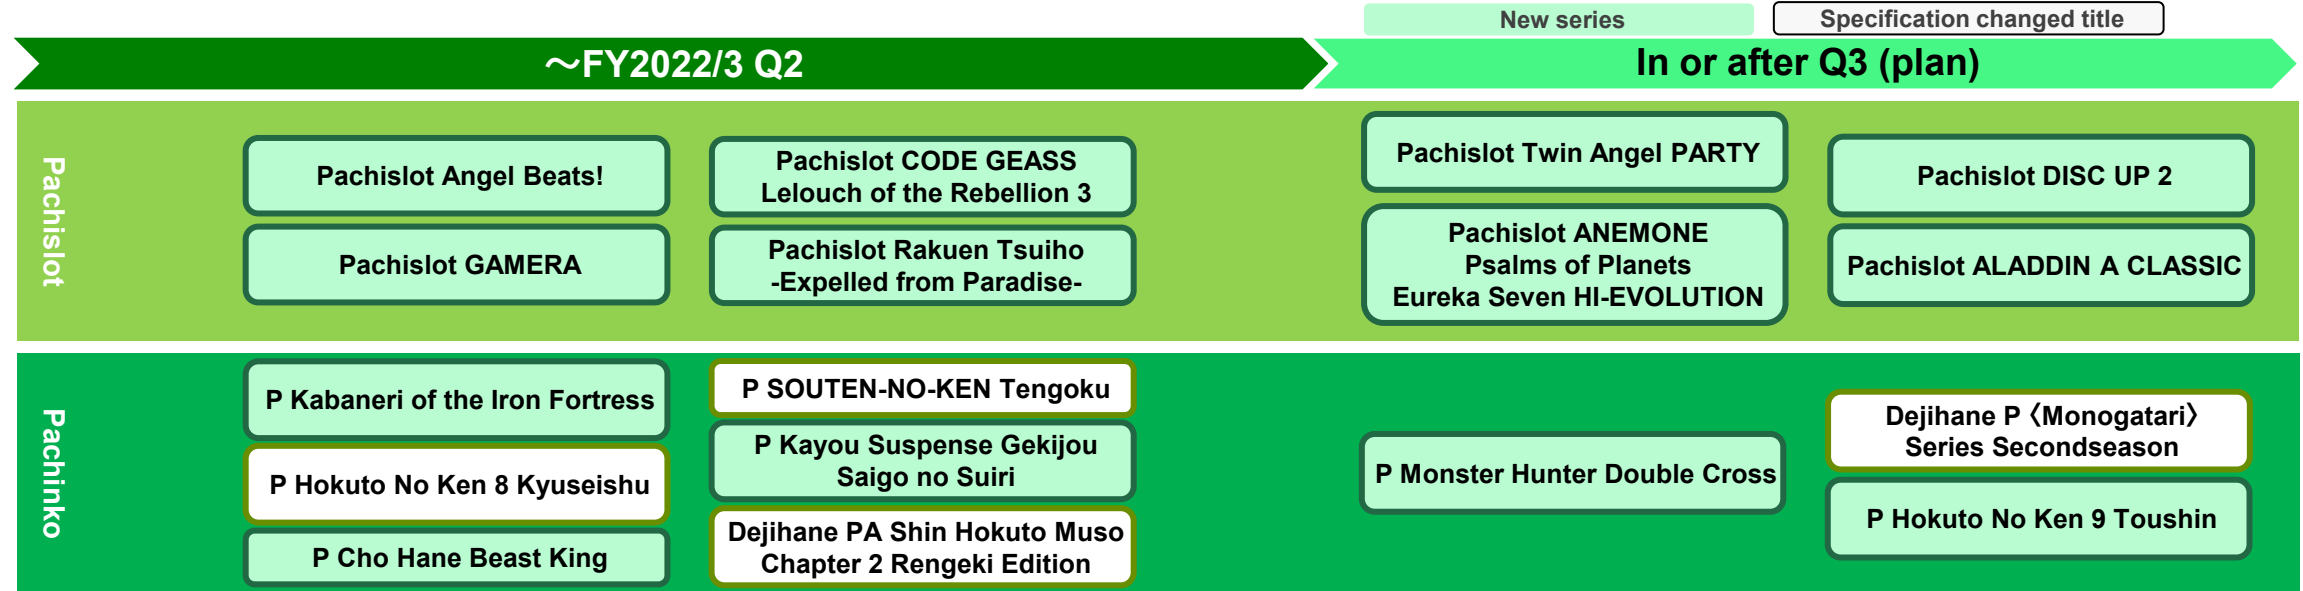 New series
Specification changed title
～FY2022/3 Q2
In or after Q3 (plan)
Pachislot
Pachislot Angel Beats!
Pachislot GAMERA
Pachislot CODE GEASS
Lelouch of the Rebellion 3
Pachislot Rakuen Tsuiho
-Expelled from Paradise-
Pachislot Twin Angel PARTY
Pachislot ANEMONE
Psalms of Planets
Eureka Seven HI-EVOLUTION
Pachislot DISC UP 2
Pachislot ALADDIN A CLASSIC
Pachinko
P Kabaneri of the Iron Fortress
P Hokuto No Ken 8 Kyuseishu
P Cho Hane Beast King
P SOUTEN-NO-KEN Tengoku
P Kayou Suspense Gekijou
Saigo no Suiri
Dejihane PA Shin Hokuto Muso
Chapter 2 Rengeki Edition
P Monster Hunter Double Cross
Dejihane P〈Monogatari〉
Series Secondseason
P Hokuto No Ken 9 Toushin